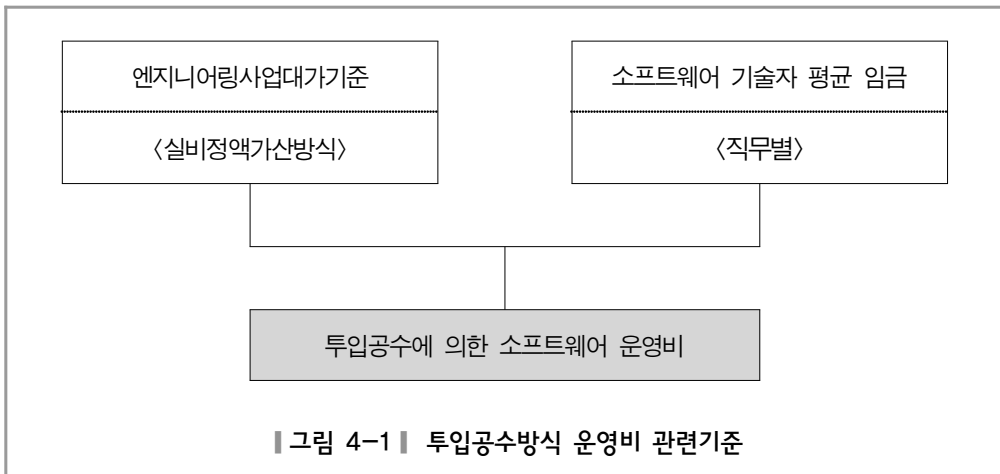 엔지니어링사업대가기준
〈실비정액가산방식〉
소프트웨어 기술자 평균 임금
〈직무별〉
투입공수에 의한 소프트웨어 운영비
▌그림 4-1▐ 투입공수방식 운영비 관련기준